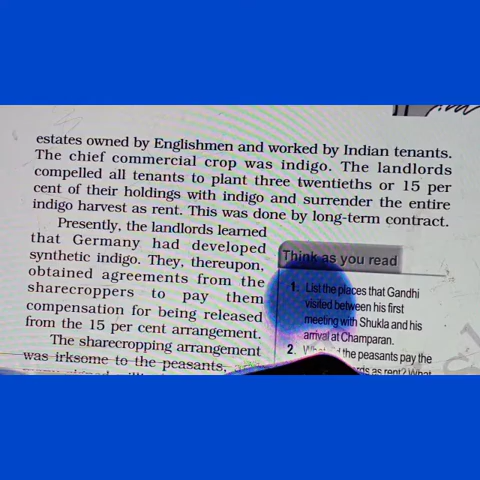 estates owned by Englishmen and worked by Indian tenants.
The chief commercial crop was indigo. The landlords
compelled all tenants to plant three twentieths or 15 per
cent of their holdings with indigo and surrender the entire
indigo harvest as rent. This was done by long-term contract.
Presently, the landlords learned
that Germany had developed
synthetic indigo. They, thereupon,
obtained agreements from the
sharecroppers to pay them
compensation for being released
from the 15 per cent arrangement.
The sharecropping arrangement
was irksome to the peasants,
Think as you read
1. List the places that Gandhi
visited between his first
meeting with Shukla and his
arrival at Champaran.
2. the peasants pay the
as rent? What